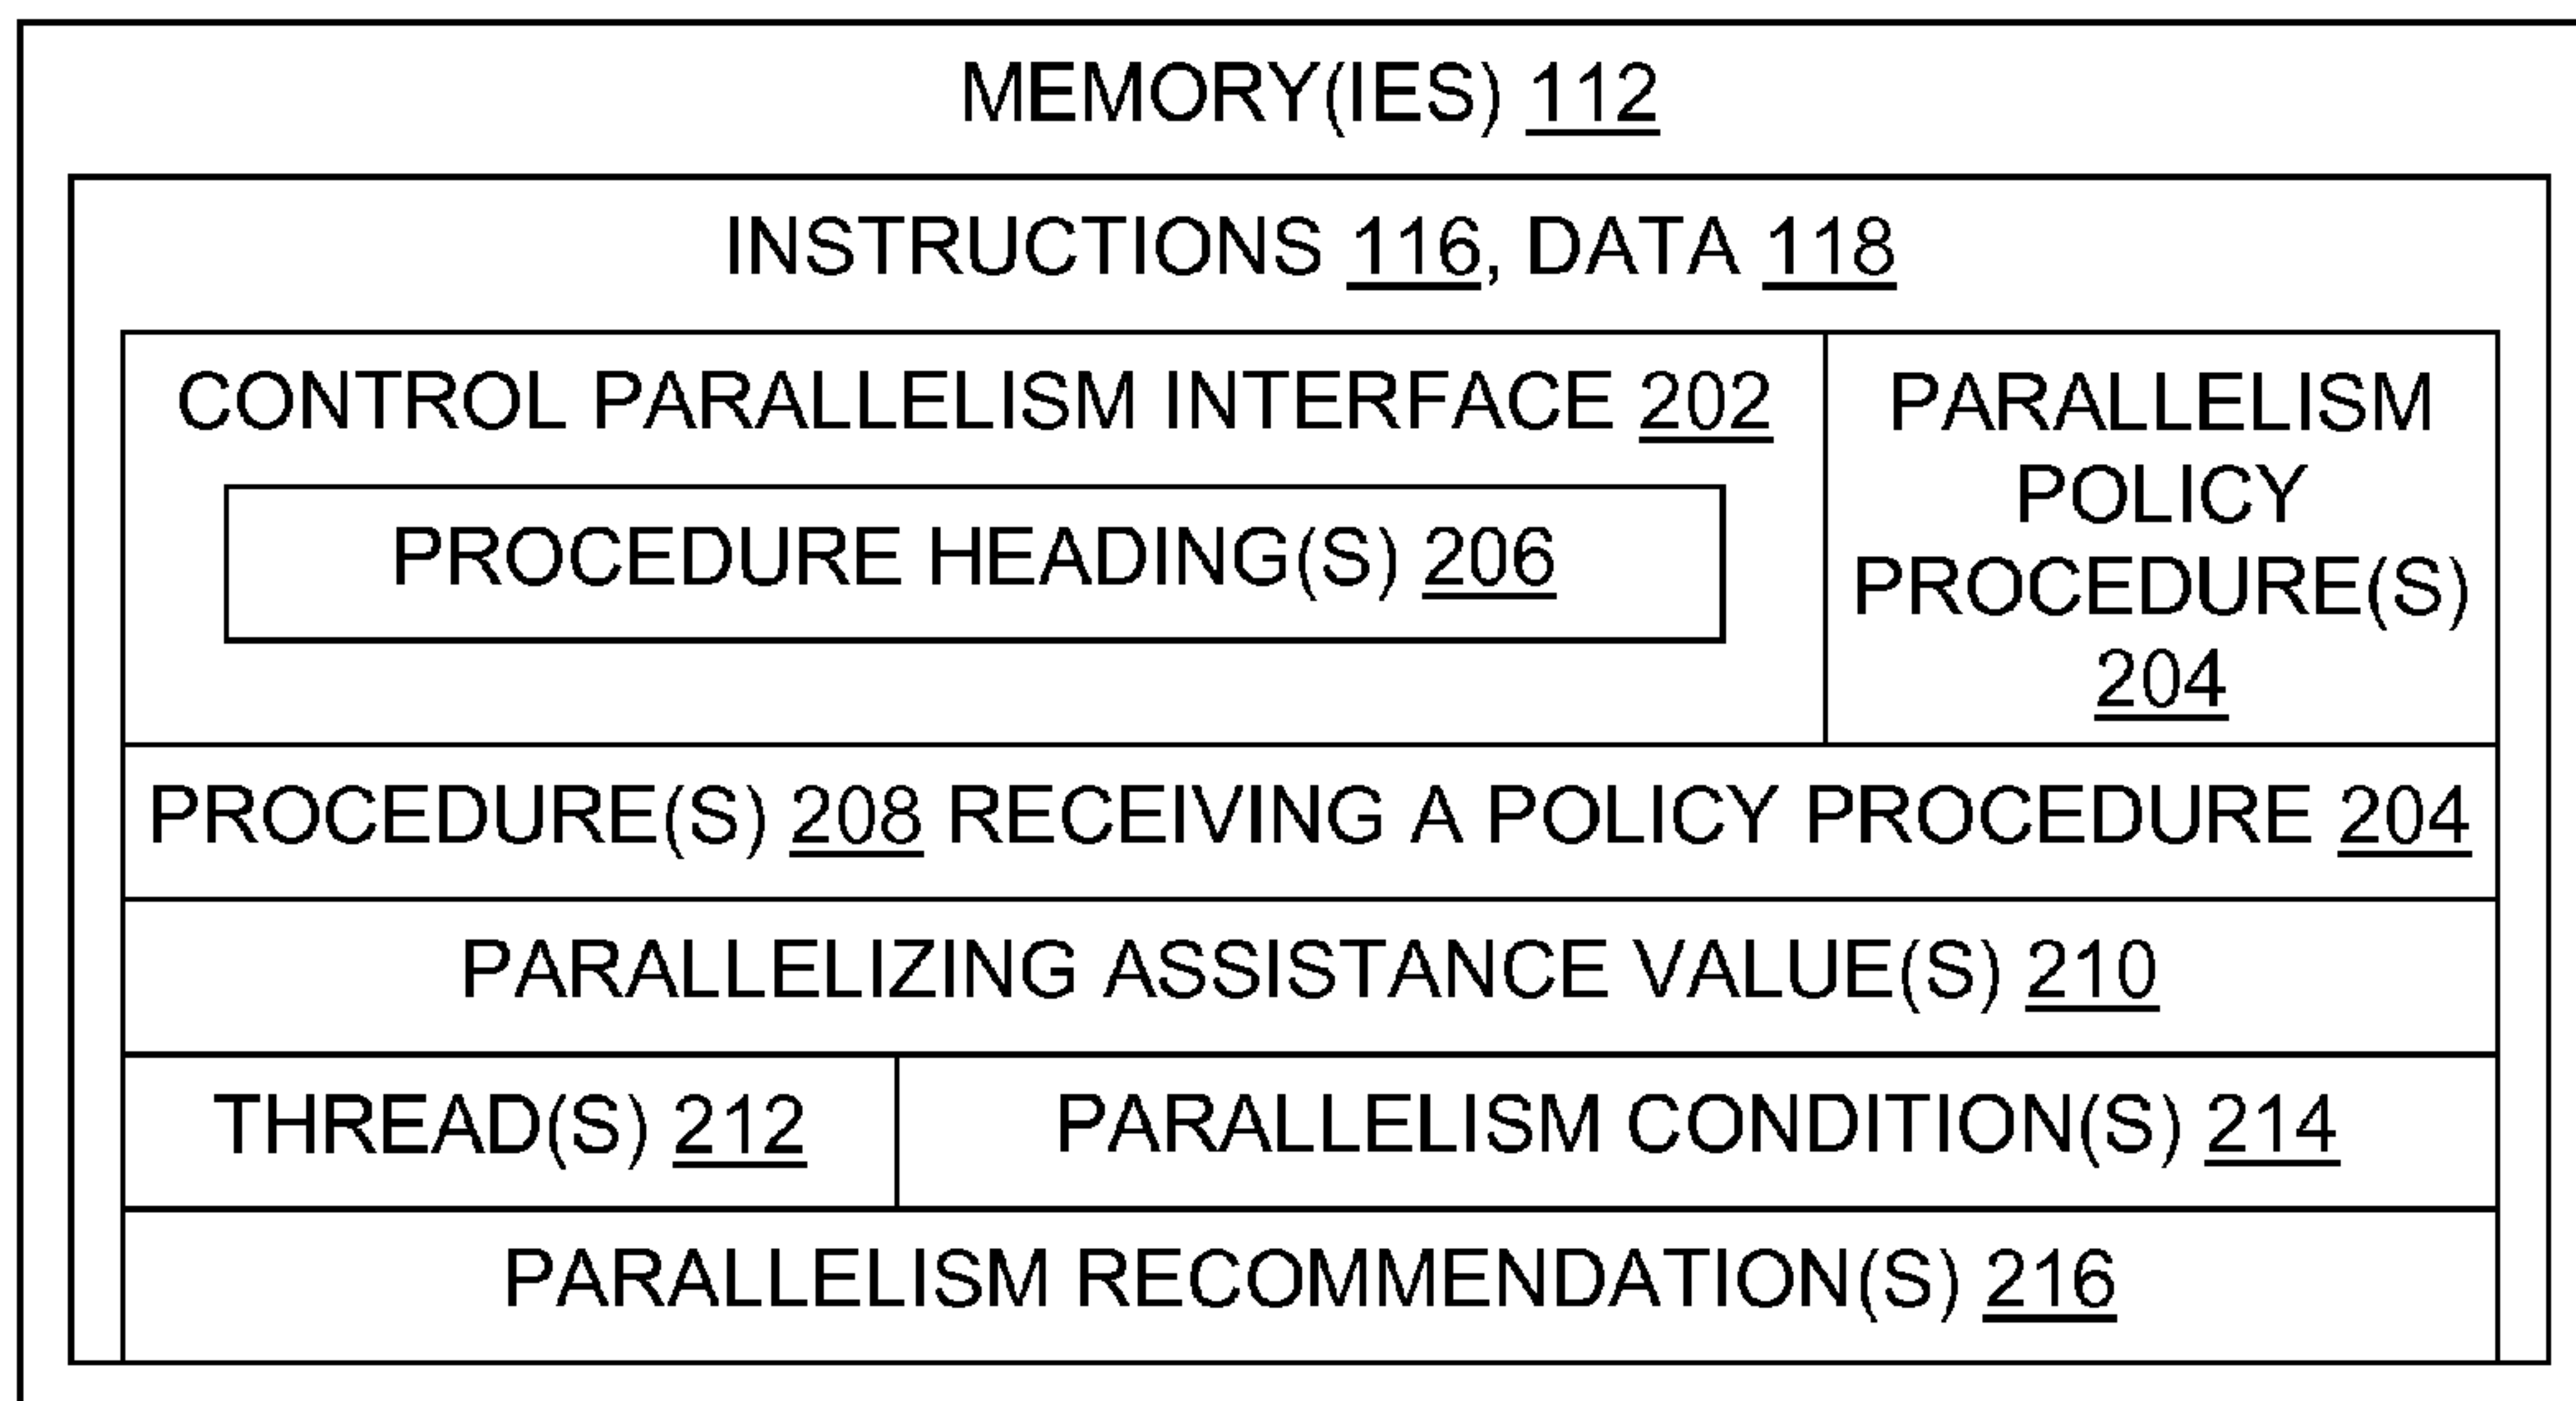 MEMORY(IES) 112
INSTRUCTIONS 116, DATA 118
CONTROL PARALLELISM INTERFACE 202
PROCEDURE HEADING(S) 206
PARALLELISM
POLICY
PROCEDURE(S)
204
PROCEDURE(S) 208 RECEIVING A POLICY PROCEDURE 204
PARALLELIZING ASSISTANCE VALUE(S) 210
THREAD(S) 212
PARALLELISM CONDITION(S) 214
PARALLELISM RECOMMENDATION(S) 216